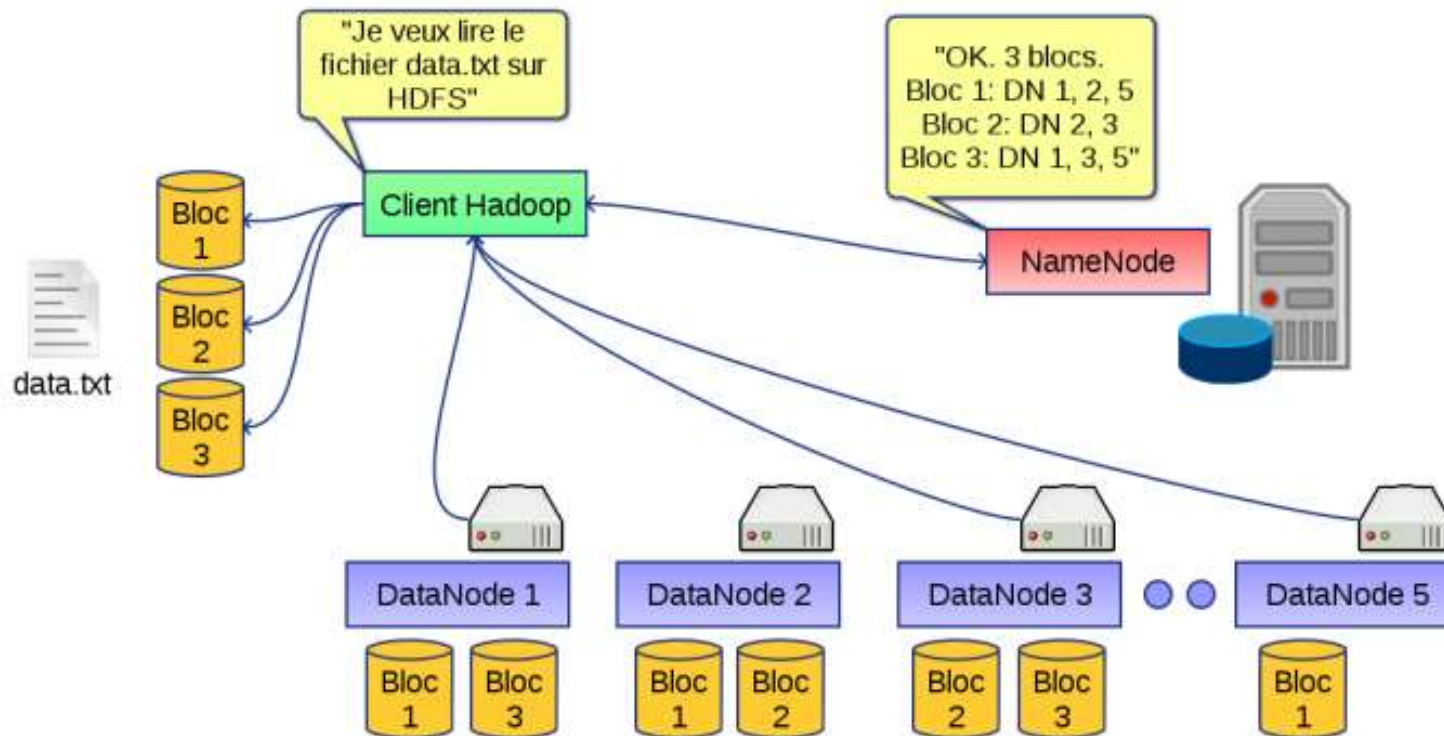 "Je veux lire le
fichier data.txt sur
HDFS"
"OK. 3 blocs.
Bloc 1: DN 1, 2, 5
Bloc 2: DN 2, 3
Bloc 3: DN 1, 3, 5"
Client Hadoop
NameNode
Bloc
1
Bloc
2
Bloc
3
data.txt
DataNode 1
DataNode 2
DataNode 3
DataNode 5
Bloc
1
Bloc
3
Bloc
1
Bloc
2
Bloc
2
Bloc
3
Bloc
1